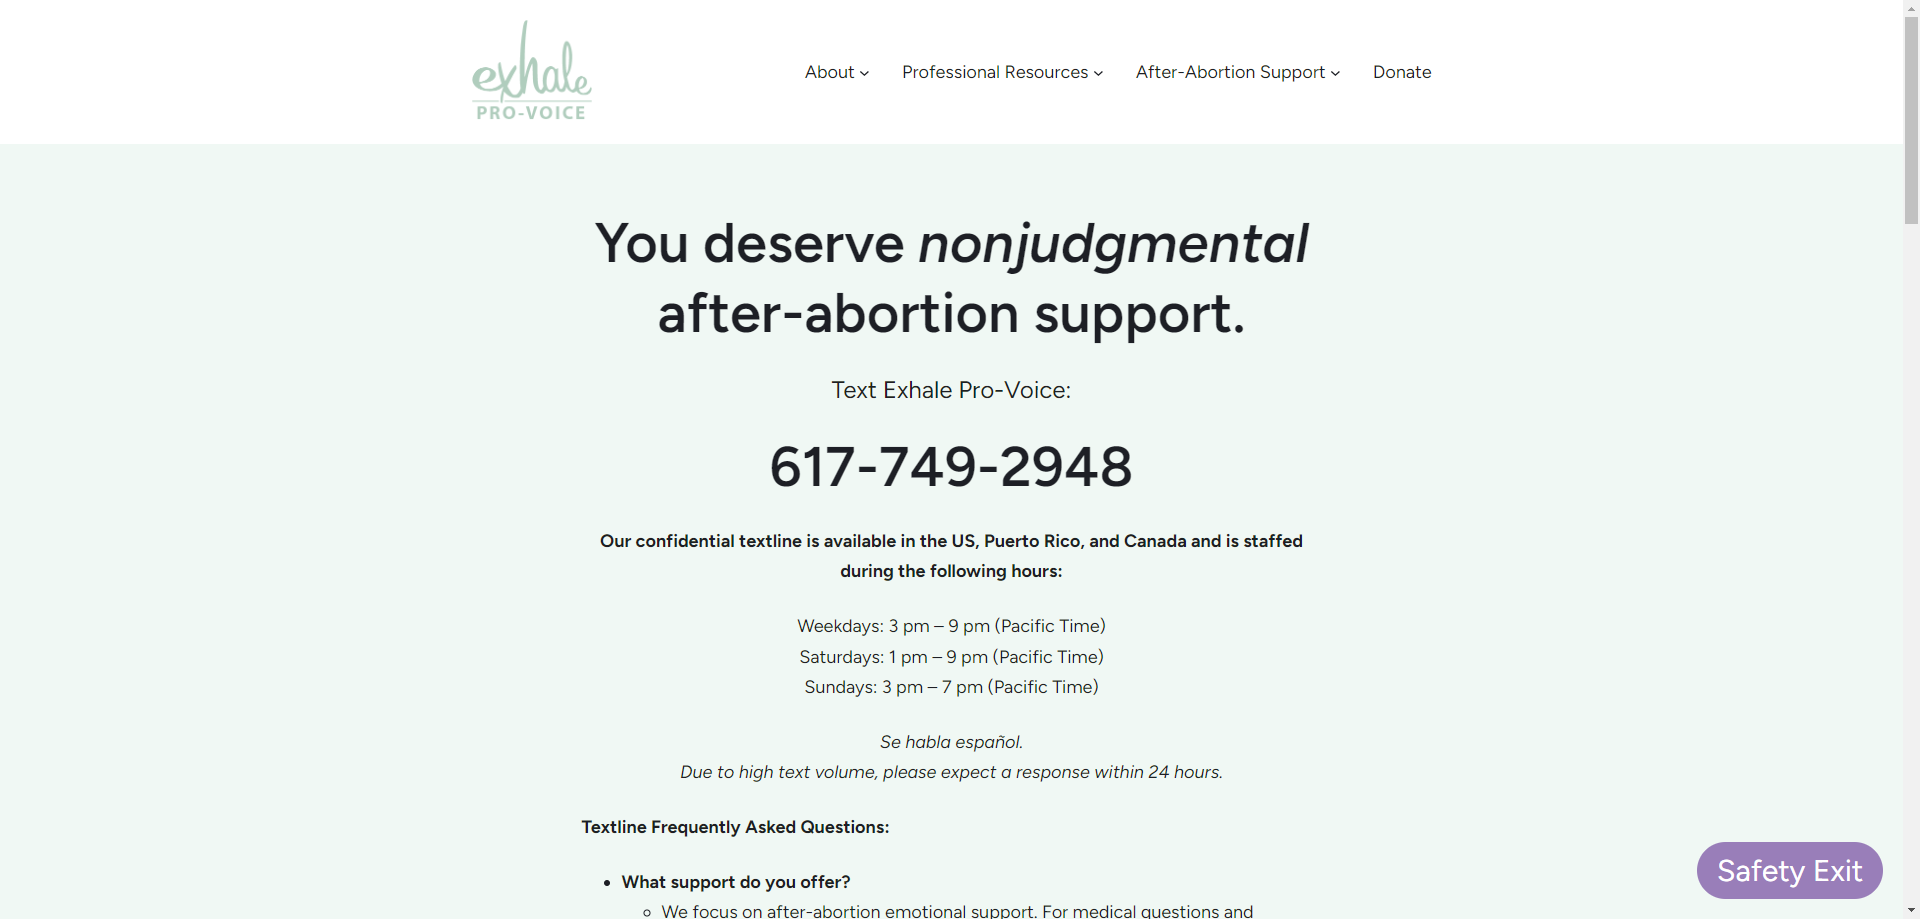 exhale
PRO-VOICE
About
Professional Resources
After-Abortion Support
Donate
You deserve nonjudgmental
after-abortion support.
Text Exhale Pro-Voice:
617-749-2948
Our confidential textline is available in the US, Puerto Rico, and Canada and is staffed
during the following hours:
Weekdays: 3 pm – 9 pm (Pacific Time)
Saturdays: 1 pm – 9 pm (Pacific Time)
Sundays: 3 pm – 7 pm (Pacific Time)
Se habla español.
Due to high text volume, please expect a response within 24 hours.
Textline Frequently Asked Questions:
What support do you offer?
We focus on after-abortion emotional support. For medical questions and
Safety Exit